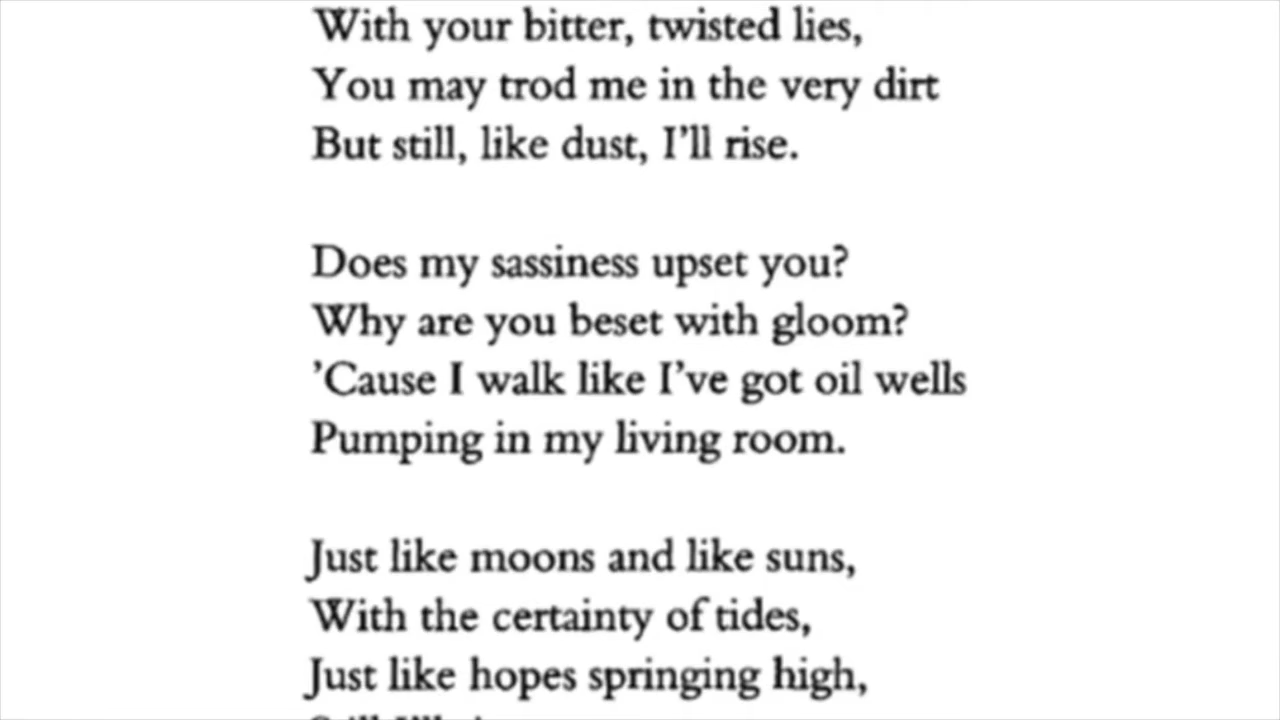 With your bitter, twisted lies,
You may trod me in the very dirt
But still, like dust, I'll rise.
Does my sassiness upset you?
Why are you beset with gloom?
'Cause I walk like I've got oil wells
Pumping in my living room.
Just like moons and like suns,
With the certainty of tides,
Just like hopes springing high,